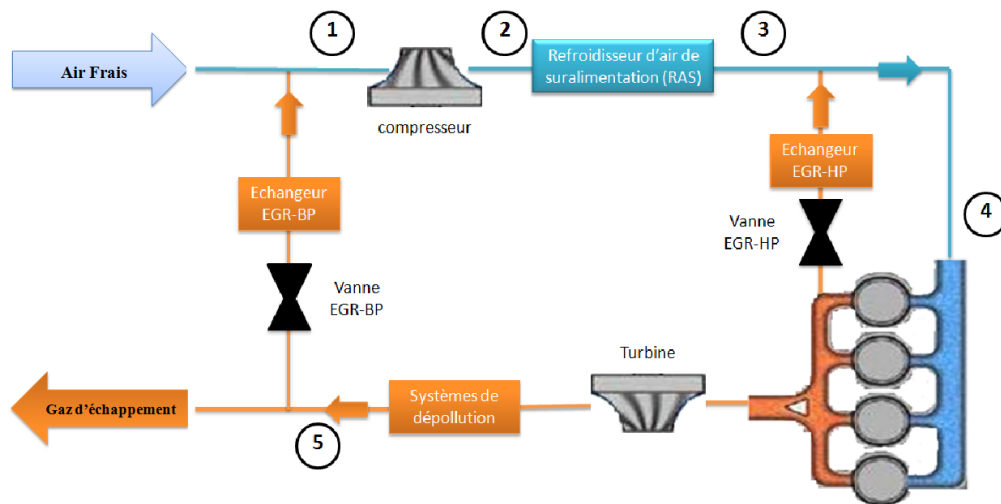 1
2
3
Air Frais
Refroidisseur d'air de
suralimentation (RAS)
compresseur
Echangeur
EGR-BP
Echangeur
EGR-HP
Vanne
EGR-HP
4
Vanne
EGR-BP
Turbine
Gaz d'échappement
Systèmes de
dépollution
5